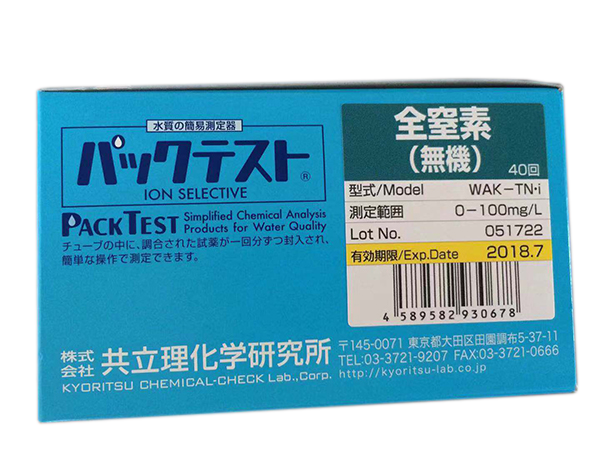 水質の簡易測定器
パックテスト®
ION SELECTIVE
PACKTEST Simplified Chemical Analysis
Products for Water Quality
チューブの中に、調合された試薬が一回分ずつ封入され、
簡単な操作で測定できます。
全窒素
(無機)
40回
型式/Model WAK-TN・i
測定範囲 0-100mg/L
Lot No. 051722
有効期限/Exp.Date 2018.7
4 589582 930678
株式会社 共立理化学研究所
KYORITSU CHEMICAL-CHECK Lab.,Corp.
〒145-0071 東京都大田区田園調布5-37-11
TEL:03-3721-9207 FAX:03-3721-0666
http://kyoritsu-lab.co.jp